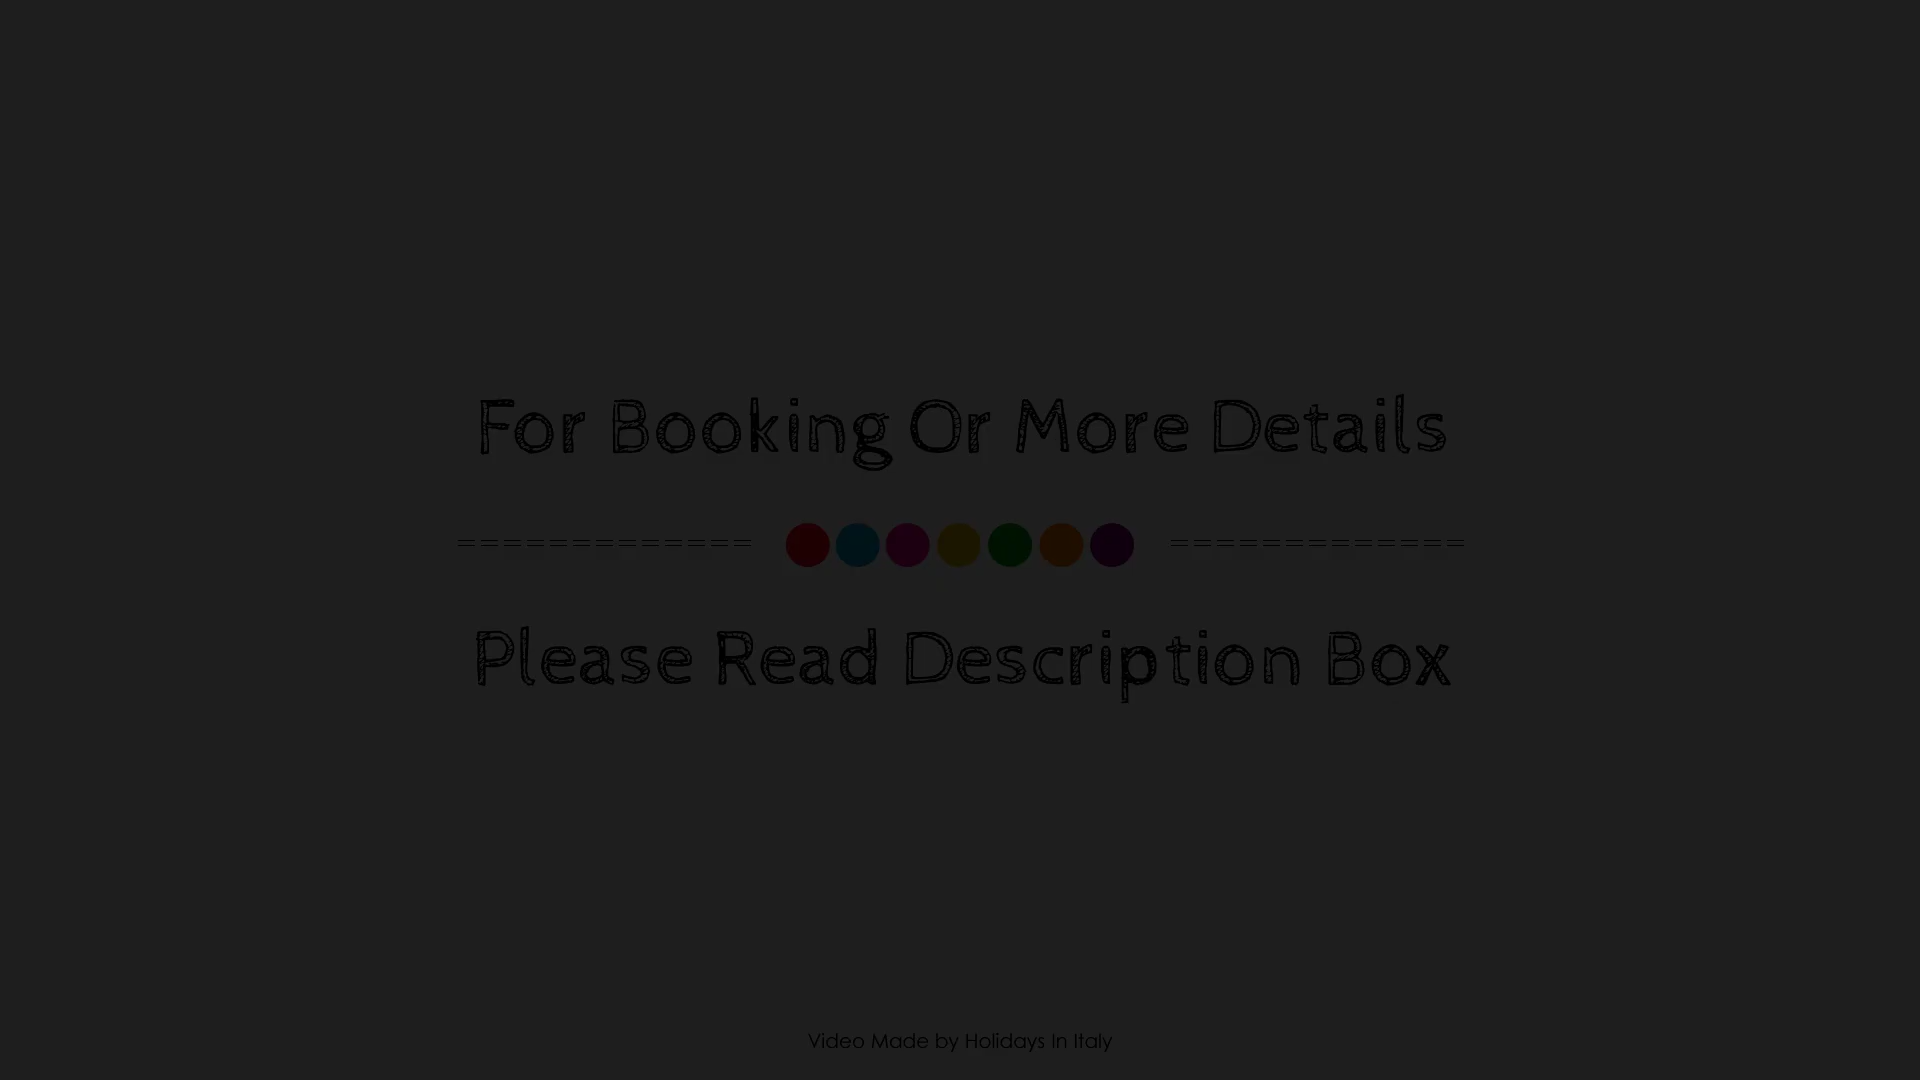 For Booking Or More Details
============= =============
Please Read Description Box
Video Made by Holidays In Italy